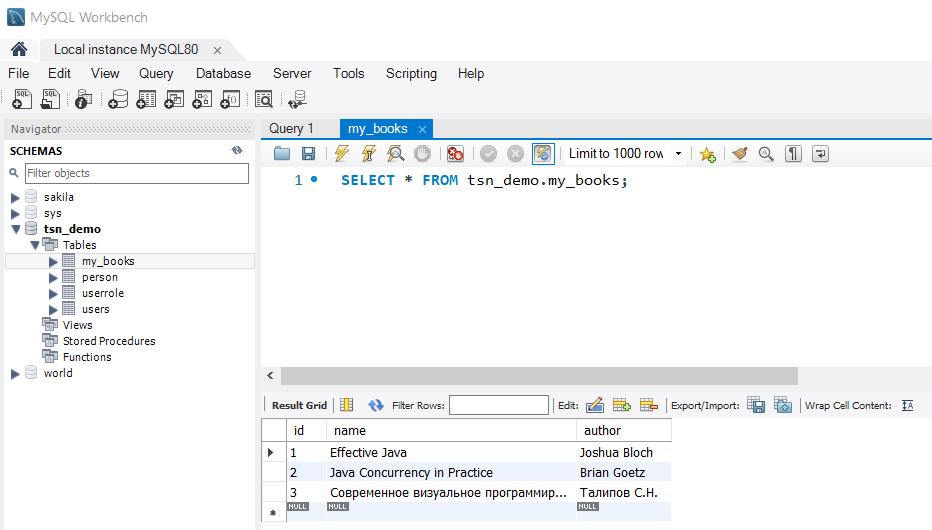 MySQL Workbench
Local instance MySQL80
File Edit View Query Database Server Tools Scripting Help
Navigator
SCHEMAS
Filter objects
sakila
sys
tsn_demo
Tables
my_books
person
userrole
users
Views
Stored Procedures
Functions
world
Query 1 my_books
Limit to 1000 row
1 SELECT * FROM tsn_demo.my_books;
Result Grid Filter Rows: Edit: Export/Import: Wrap Cell Content:
id name author
1 Effective Java Joshua Bloch
2 Java Concurrency in Practice Brian Goetz
3 Современное визуальное программир... Талипов С.Н.
NULL NULL NULL